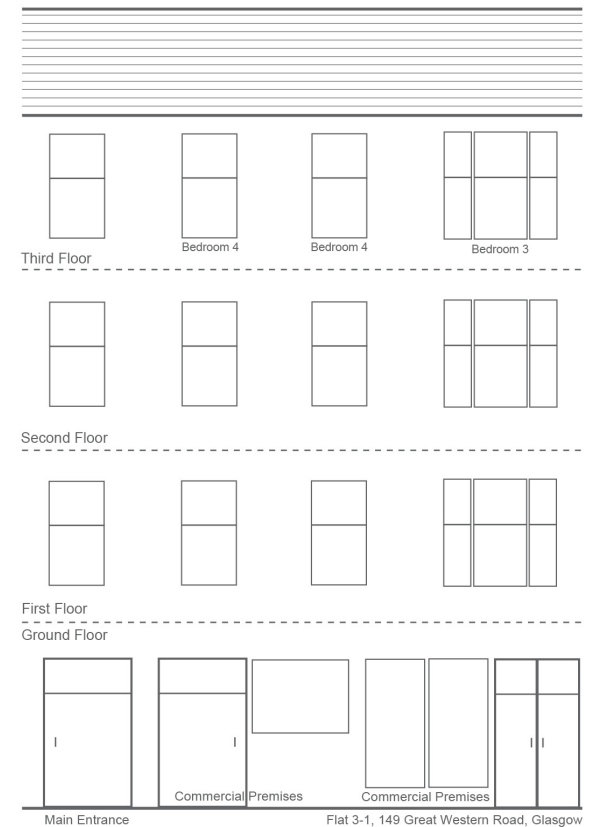 Bedroom 4 Bedroom 4 Bedroom 3
Third Floor
Second Floor
First Floor
Ground Floor
Commercial Premises Commercial Premises
Main Entrance Flat 3-1, 149 Great Western Road, Glasgow